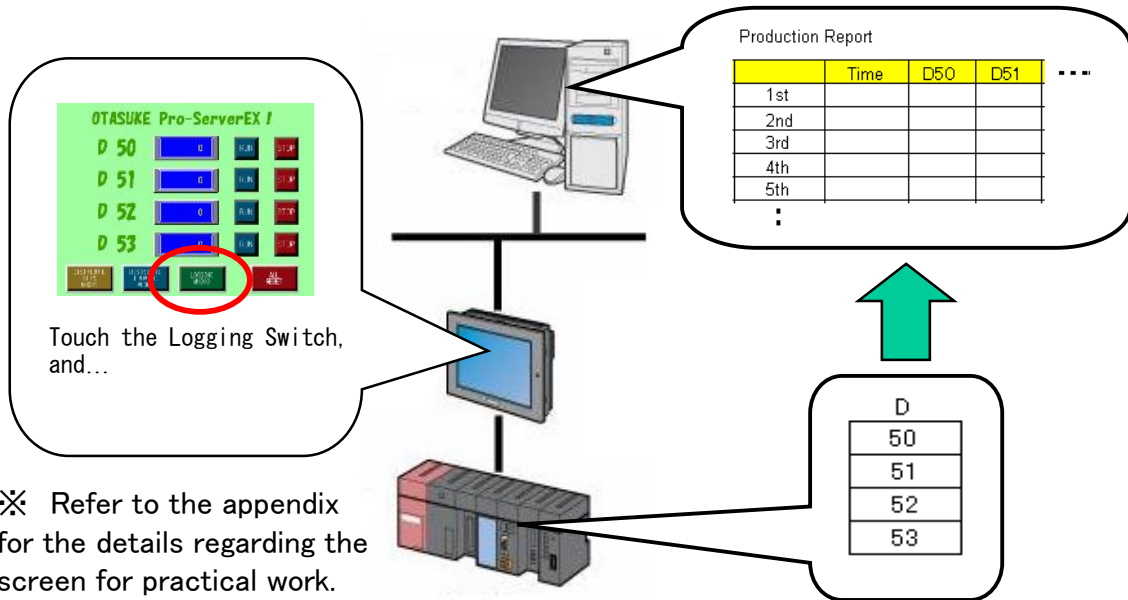 OTASUKE Pro-ServerEX !
D 50 0 RUN STOP
D 51 0 RUN STOP
D 52 0 RUN STOP
D 53 0 RUN STOP
LOGGING
ALL
RESET
Touch the Logging Switch,
and...
※ Refer to the appendix
for the details regarding the
screen for practical work.
Production Report
Time D50 D51 ----
1st
2nd
3rd
4th
5th
:
D
50
51
52
53